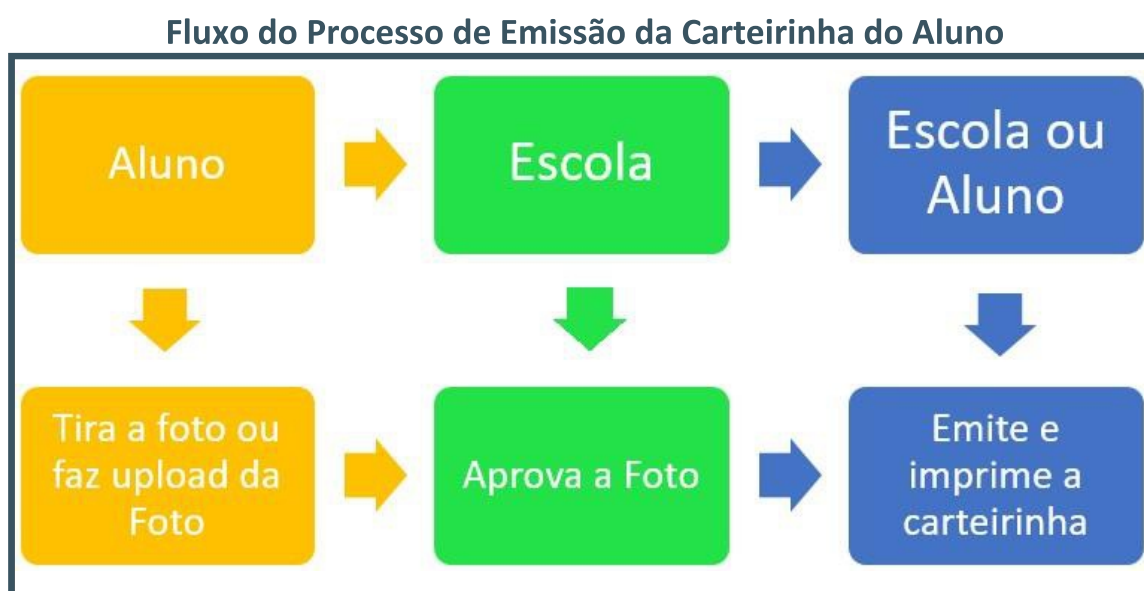 Fluxo do Processo de Emissão da Carteirinha do Aluno
Aluno
Escola
Escola ou
Aluno
Tira a foto ou
faz upload da
Foto
Aprova a Foto
Emite e
imprime a
carteirinha